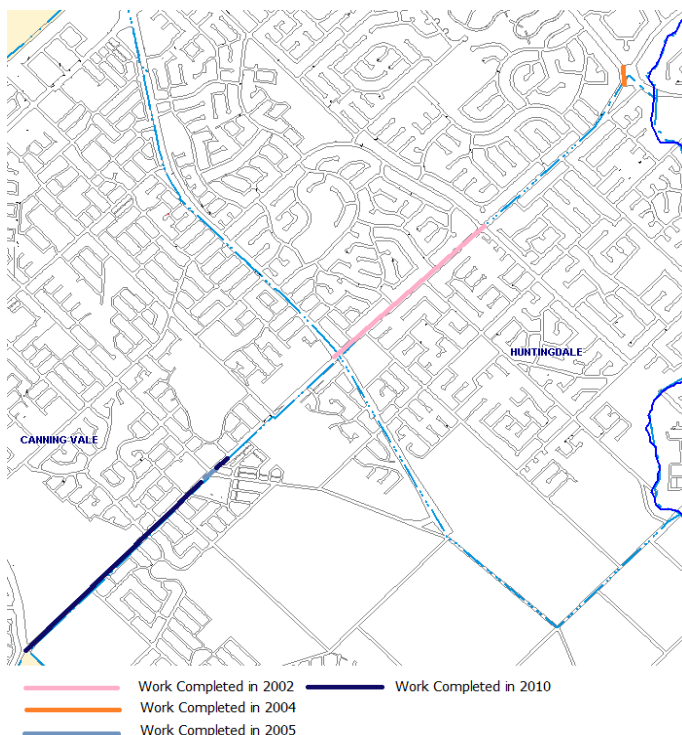 HUNTINGDALE
CANNING VALE
Work Completed in 2002
Work Completed in 2010
Work Completed in 2004
Work Completed in 2005